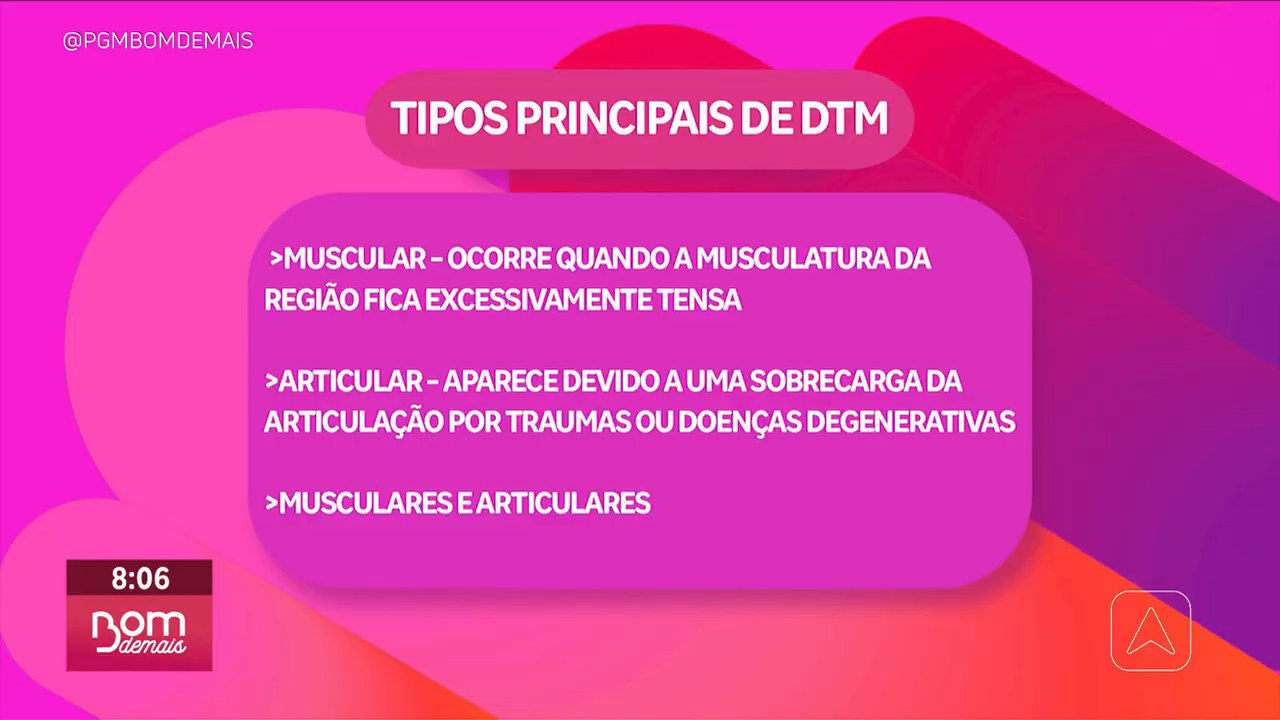 @PGMBOMDEMAIS
TIPOS PRINCIPAIS DE DTM
>MUSCULAR – OCORRE QUANDO A MUSCULATURA DA
REGIÃO FICA EXCESSIVAMENTE TENSA
>ARTICULAR – APARECE DEVIDO A UMA SOBRECARGA DA
ARTICULAÇÃO POR TRAUMAS OU DOENÇAS DEGENERATIVAS
>MUSCULARES E ARTICULARES
8:06
Bom
demais